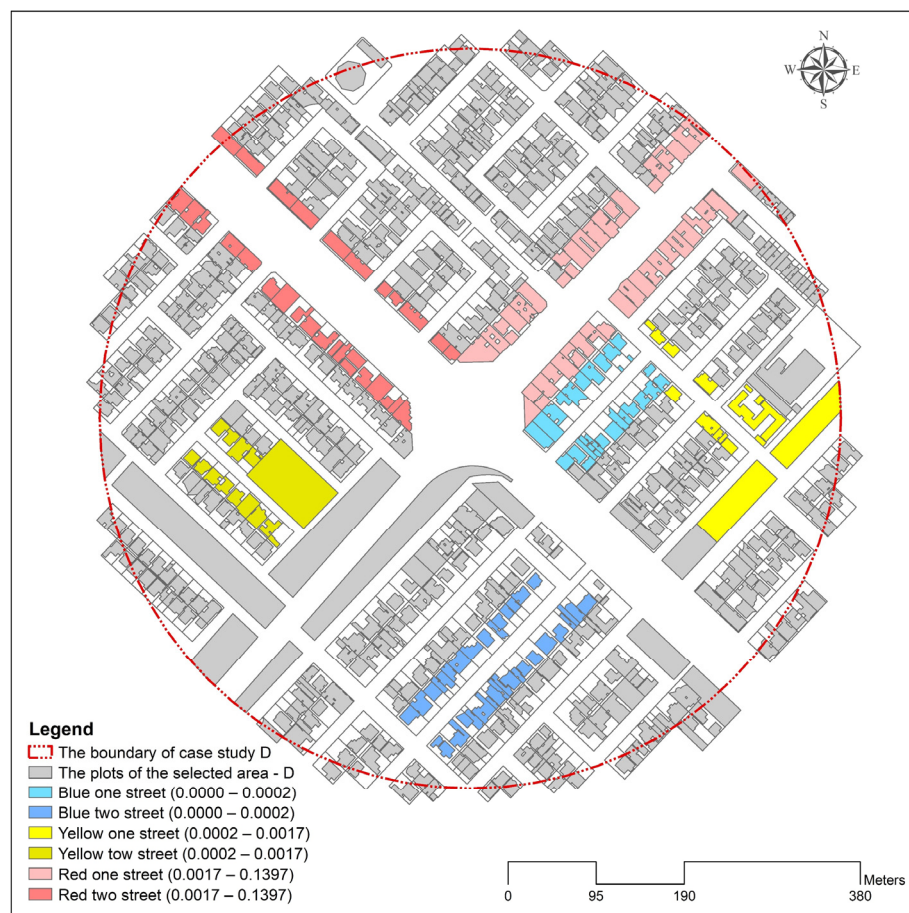 N
W E
S
Legend
The boundary of case study D
The plots of the selected area - D
Blue one street (0.0000 – 0.0002)
Blue two street (0.0000 – 0.0002)
Yellow one street (0.0002 – 0.0017)
Yellow tow street (0.0002 – 0.0017)
Red one street (0.0017 – 0.1397)
Red two street (0.0017 – 0.1397)
Meters
0 95 190 380